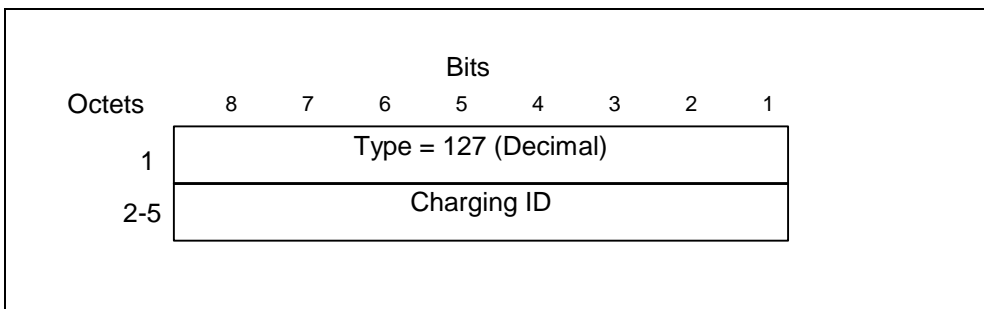 Bits
Octets 8 7 6 5 4 3 2 1
1 Type = 127 (Decimal)
2-5 Charging ID